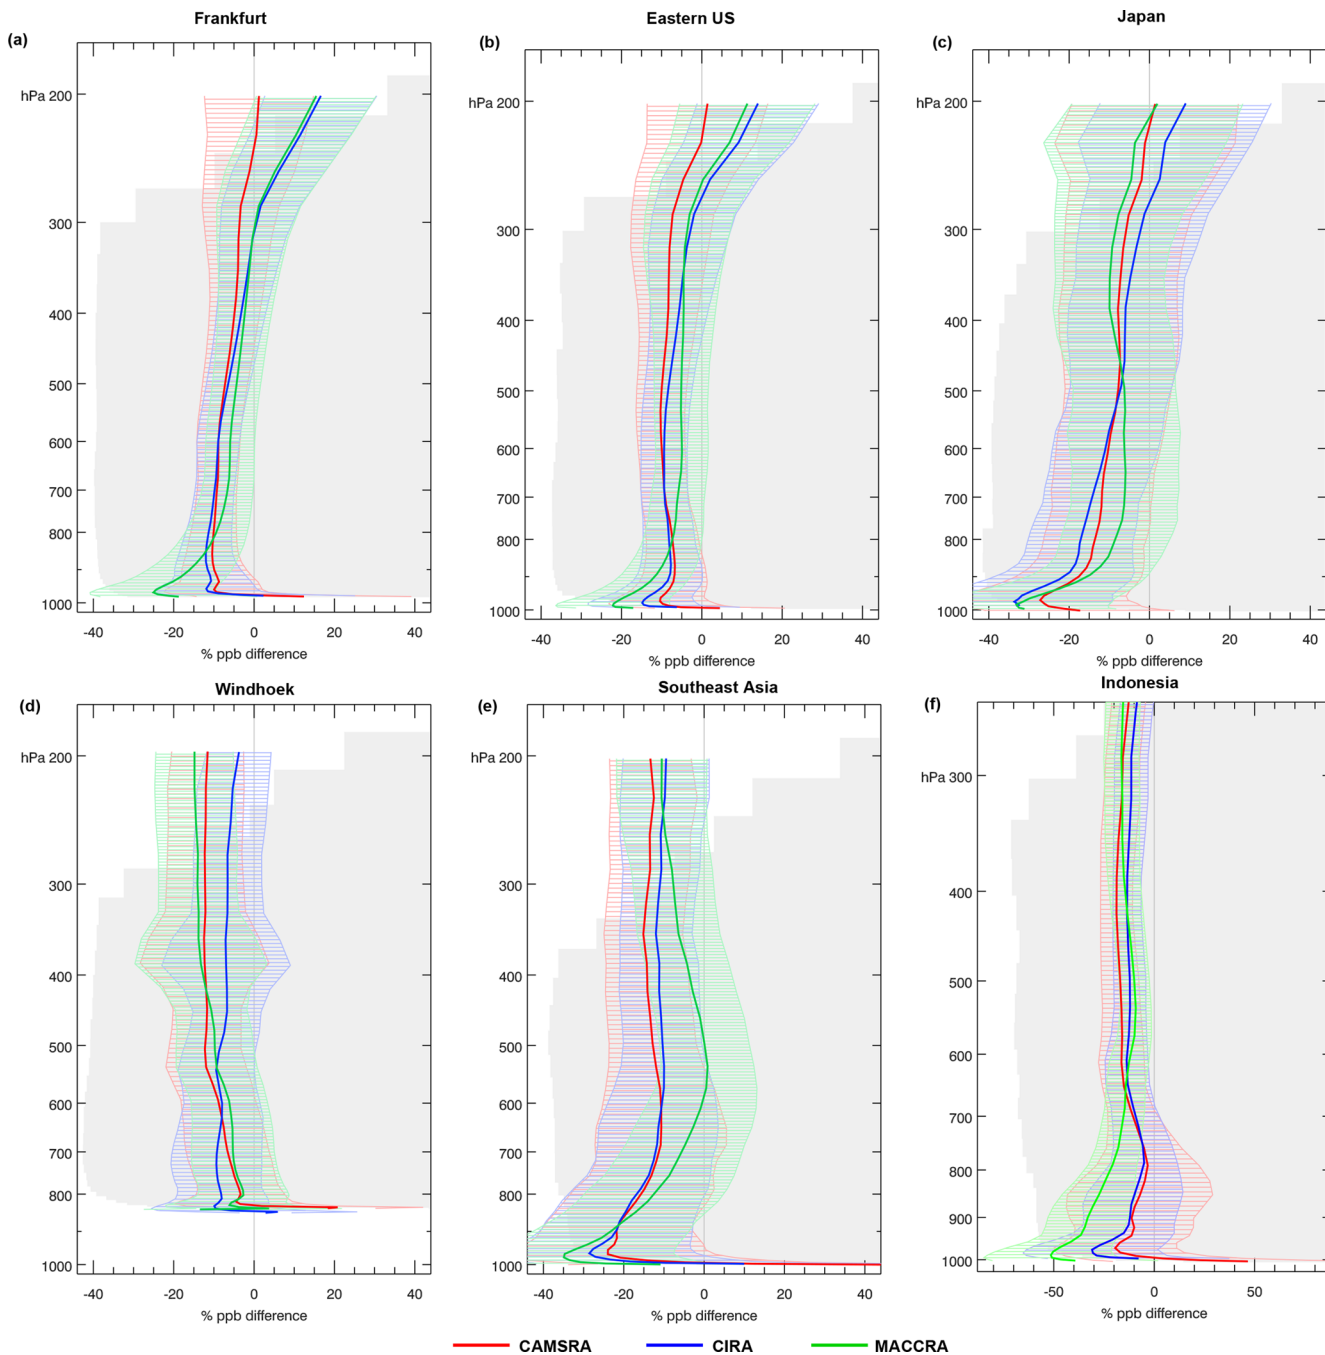 Frankfurt
Eastern US
Japan
(a)
(b)
(c)
hPa 200
300
400
500
600
700
800
1000
-40 -20 0 20 40
% ppb difference
hPa 200
300
400
500
600
700
800
1000
-40 -20 0 20 40
% ppb difference
hPa 200
300
400
500
600
700
800
1000
-40 -20 0 20 40
% ppb difference
Windhoek
Southeast Asia
Indonesia
(d)
(e)
(f)
hPa 200
300
400
500
600
700
800
1000
-40 -20 0 20 40
% ppb difference
hPa 200
300
400
500
600
700
800
1000
-40 -20 0 20 40
% ppb difference
hPa 300
400
500
600
700
800
900
1000
-50 0 50
% ppb difference
CAMSRA CIRA MACCRA